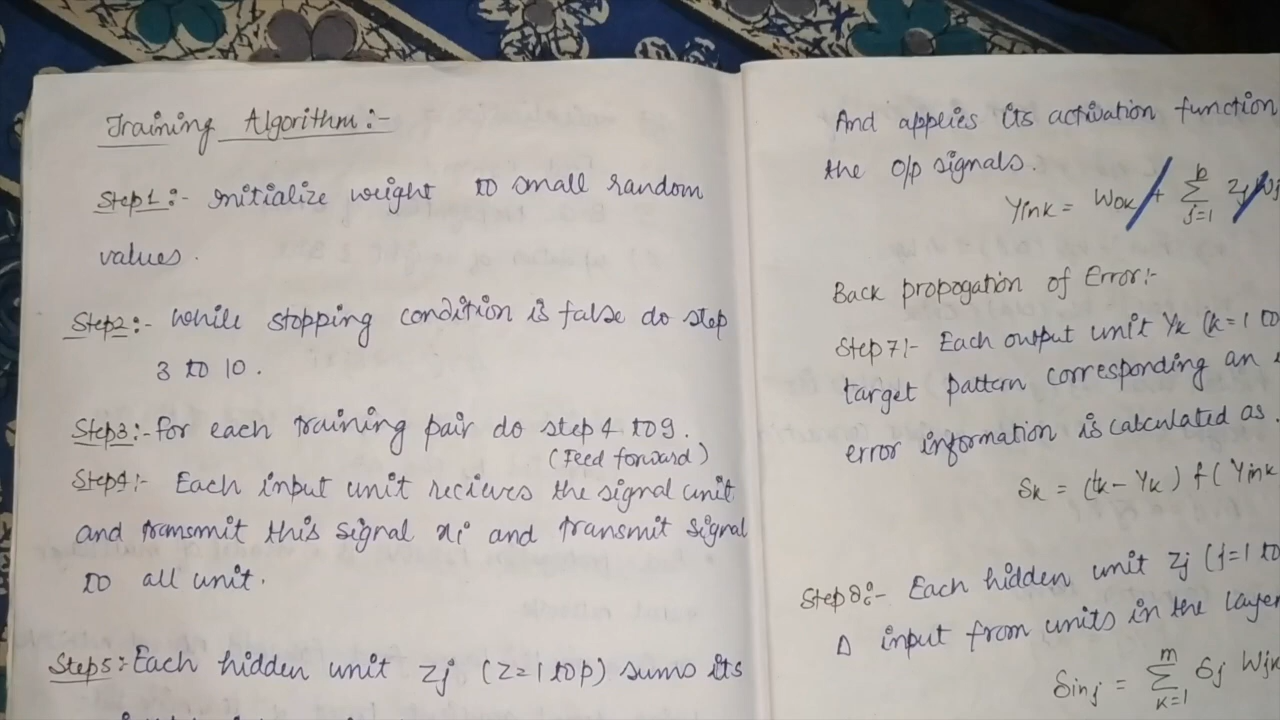 Training Algorithm:-
Step1:- Initialize weight to small random
values.
Step2:- While stopping condition is false do step
3 to 10.
Step3:- for each training pair do step 4 to 9.
(Feed forward)
Step4:- Each input unit recieves the signal unit
and transmit this signal xi and transmit signal
to all unit.
Step5: Each hidden unit Zj (Z=1 to p) sums its
And applies its activation function
the o/p signals.
Yink = Wok + p∑j=1 Zj Wj
Back propogation of Error:-
Step7:- Each output unit Yk (k=1 to
target pattern corresponding an
error information is calculated as.
δk = (tk - Yk) f(Yink
Step8:- Each hidden unit Zj (j=1 to
Δ input from units in the layer
δinj = m∑k=1 δj Wjk